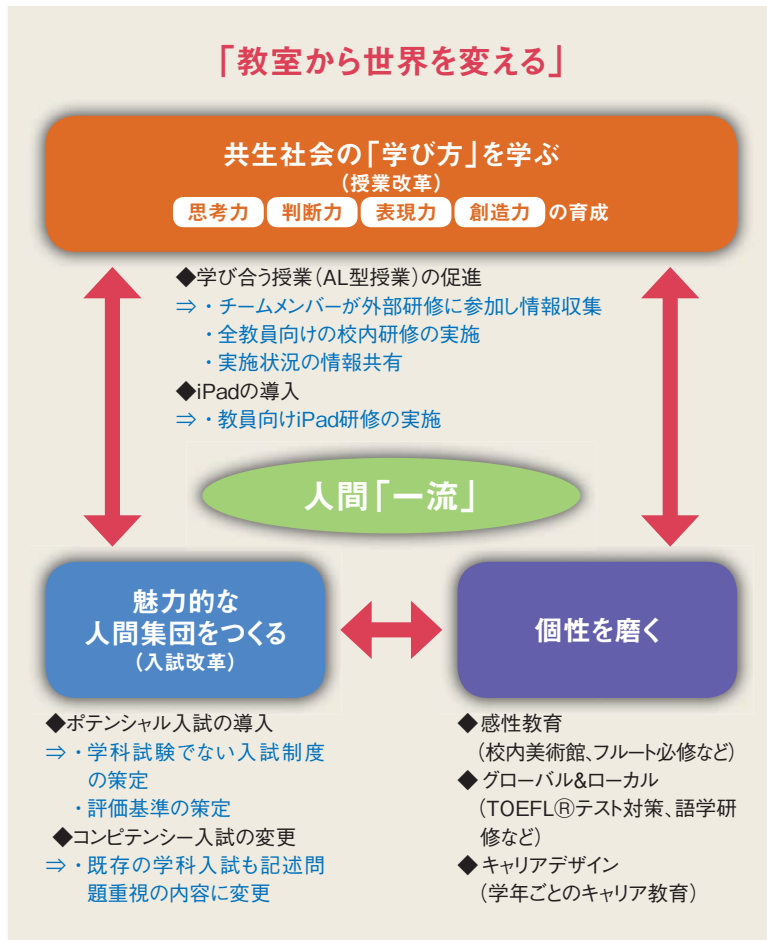 「教室から世界を変える」
共生社会の「学び方」を学ぶ
(授業改革)
思考力 判断力 表現力 創造力 の育成
◆学び合う授業(AL型授業)の促進
⇒・チームメンバーが外部研修に参加し情報収集
・全教員向けの校内研修の実施
・実施状況の情報共有
◆iPadの導入
⇒・教員向けiPad研修の実施
人間「一流」
魅力的な
人間集団をつくる
(入試改革)
◆ポテンシャル入試の導入
⇒・学科試験でない入試制度
の策定
・評価基準の策定
◆コンピテンシー入試の変更
⇒・既存の学科入試も記述問
題重視の内容に変更
個性を磨く
◆感性教育
(校内美術館、フルート必修など)
◆グローバル&ローカル
(TOEFL®テスト対策、語学研
修など)
◆キャリアデザイン
(学年ごとのキャリア教育)